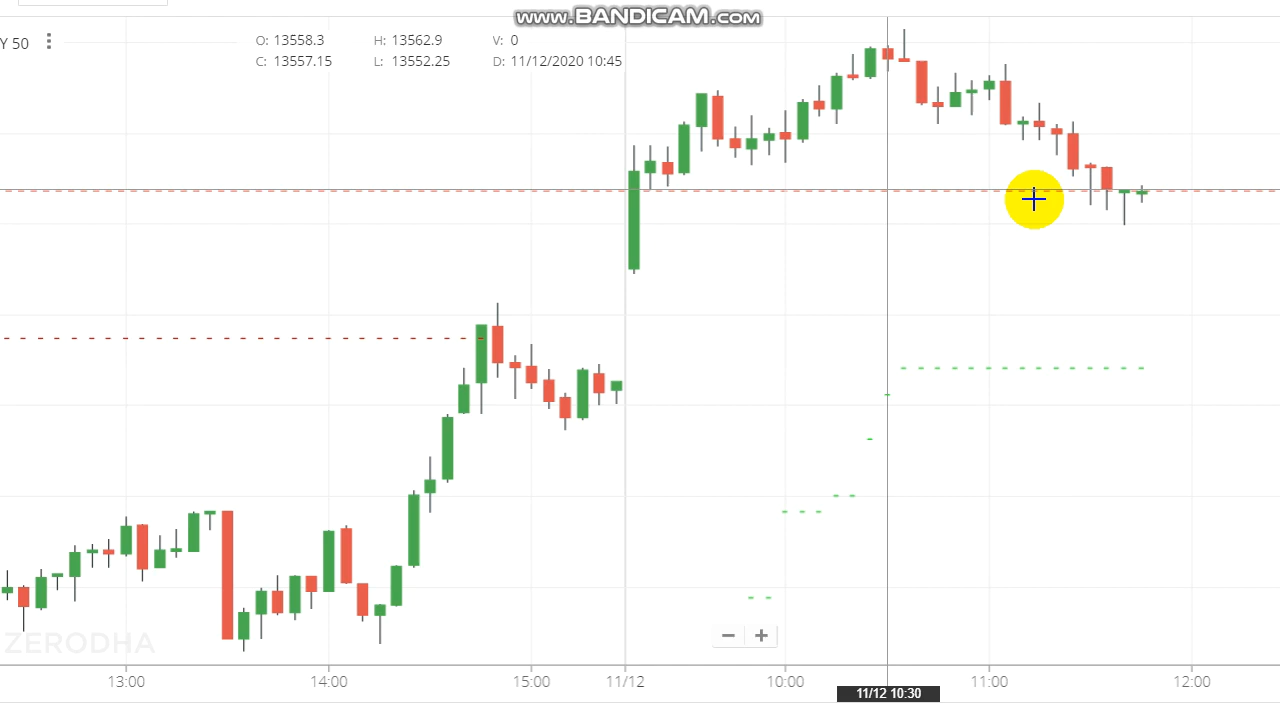 www.BANDICAM.com
Y 50
O: 13558.3 H: 13562.9 V: 0
C: 13557.15 L: 13552.25 D: 11/12/2020 10:45
ZERODHA
− +
13:00 14:00 15:00 11/12 10:00 11:00 12:00
11/12 10:30